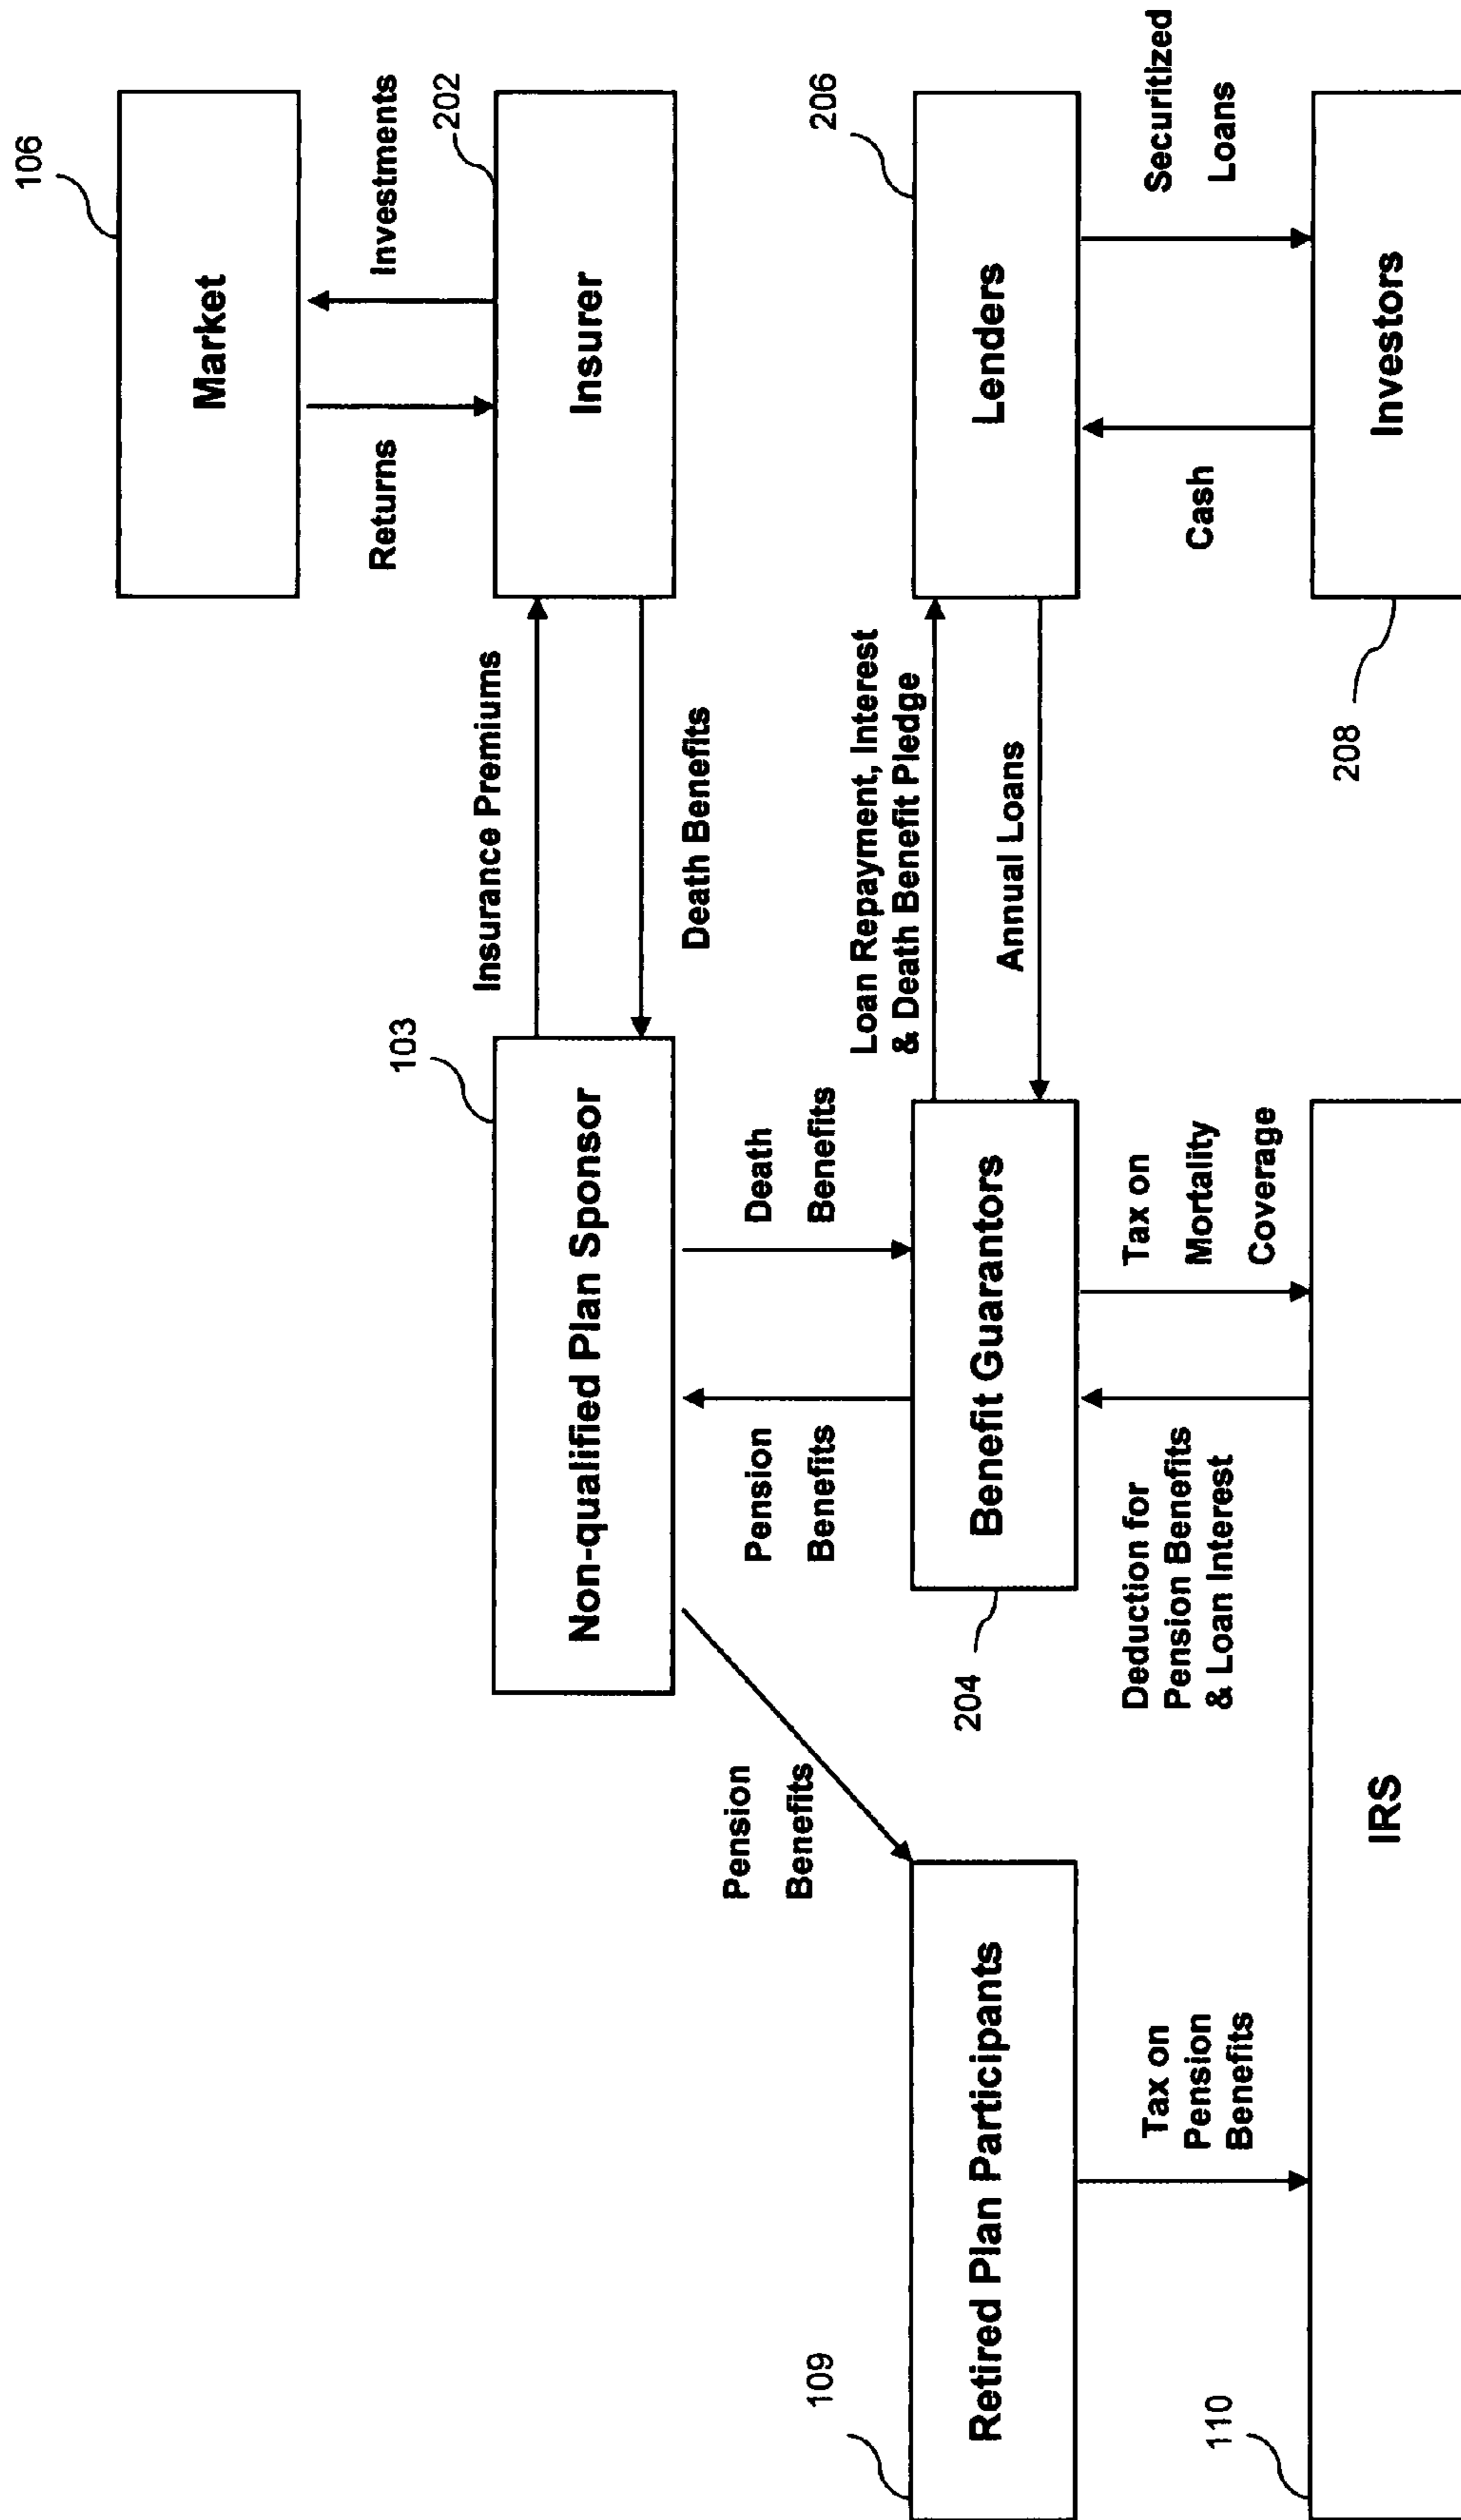 106
Market
Returns
Investments
202
Insurer
Insurance Premiums
Death Benefits
103
Non-qualified Plan Sponsor
Pension
Benefits
Pension
Benefits
Death
Benefits
Loan Repayment, Interest
& Death Benefit Pledge
Annual Loans
206
Lenders
Cash
Securitized
Loans
208
Investors
204
Benefit Guarantors
Deduction for
Pension Benefits
& Loan Interest
Tax on
Mortality
Coverage
109
Retired Plan Participants
Tax on
Pension
Benefits
110
IRS